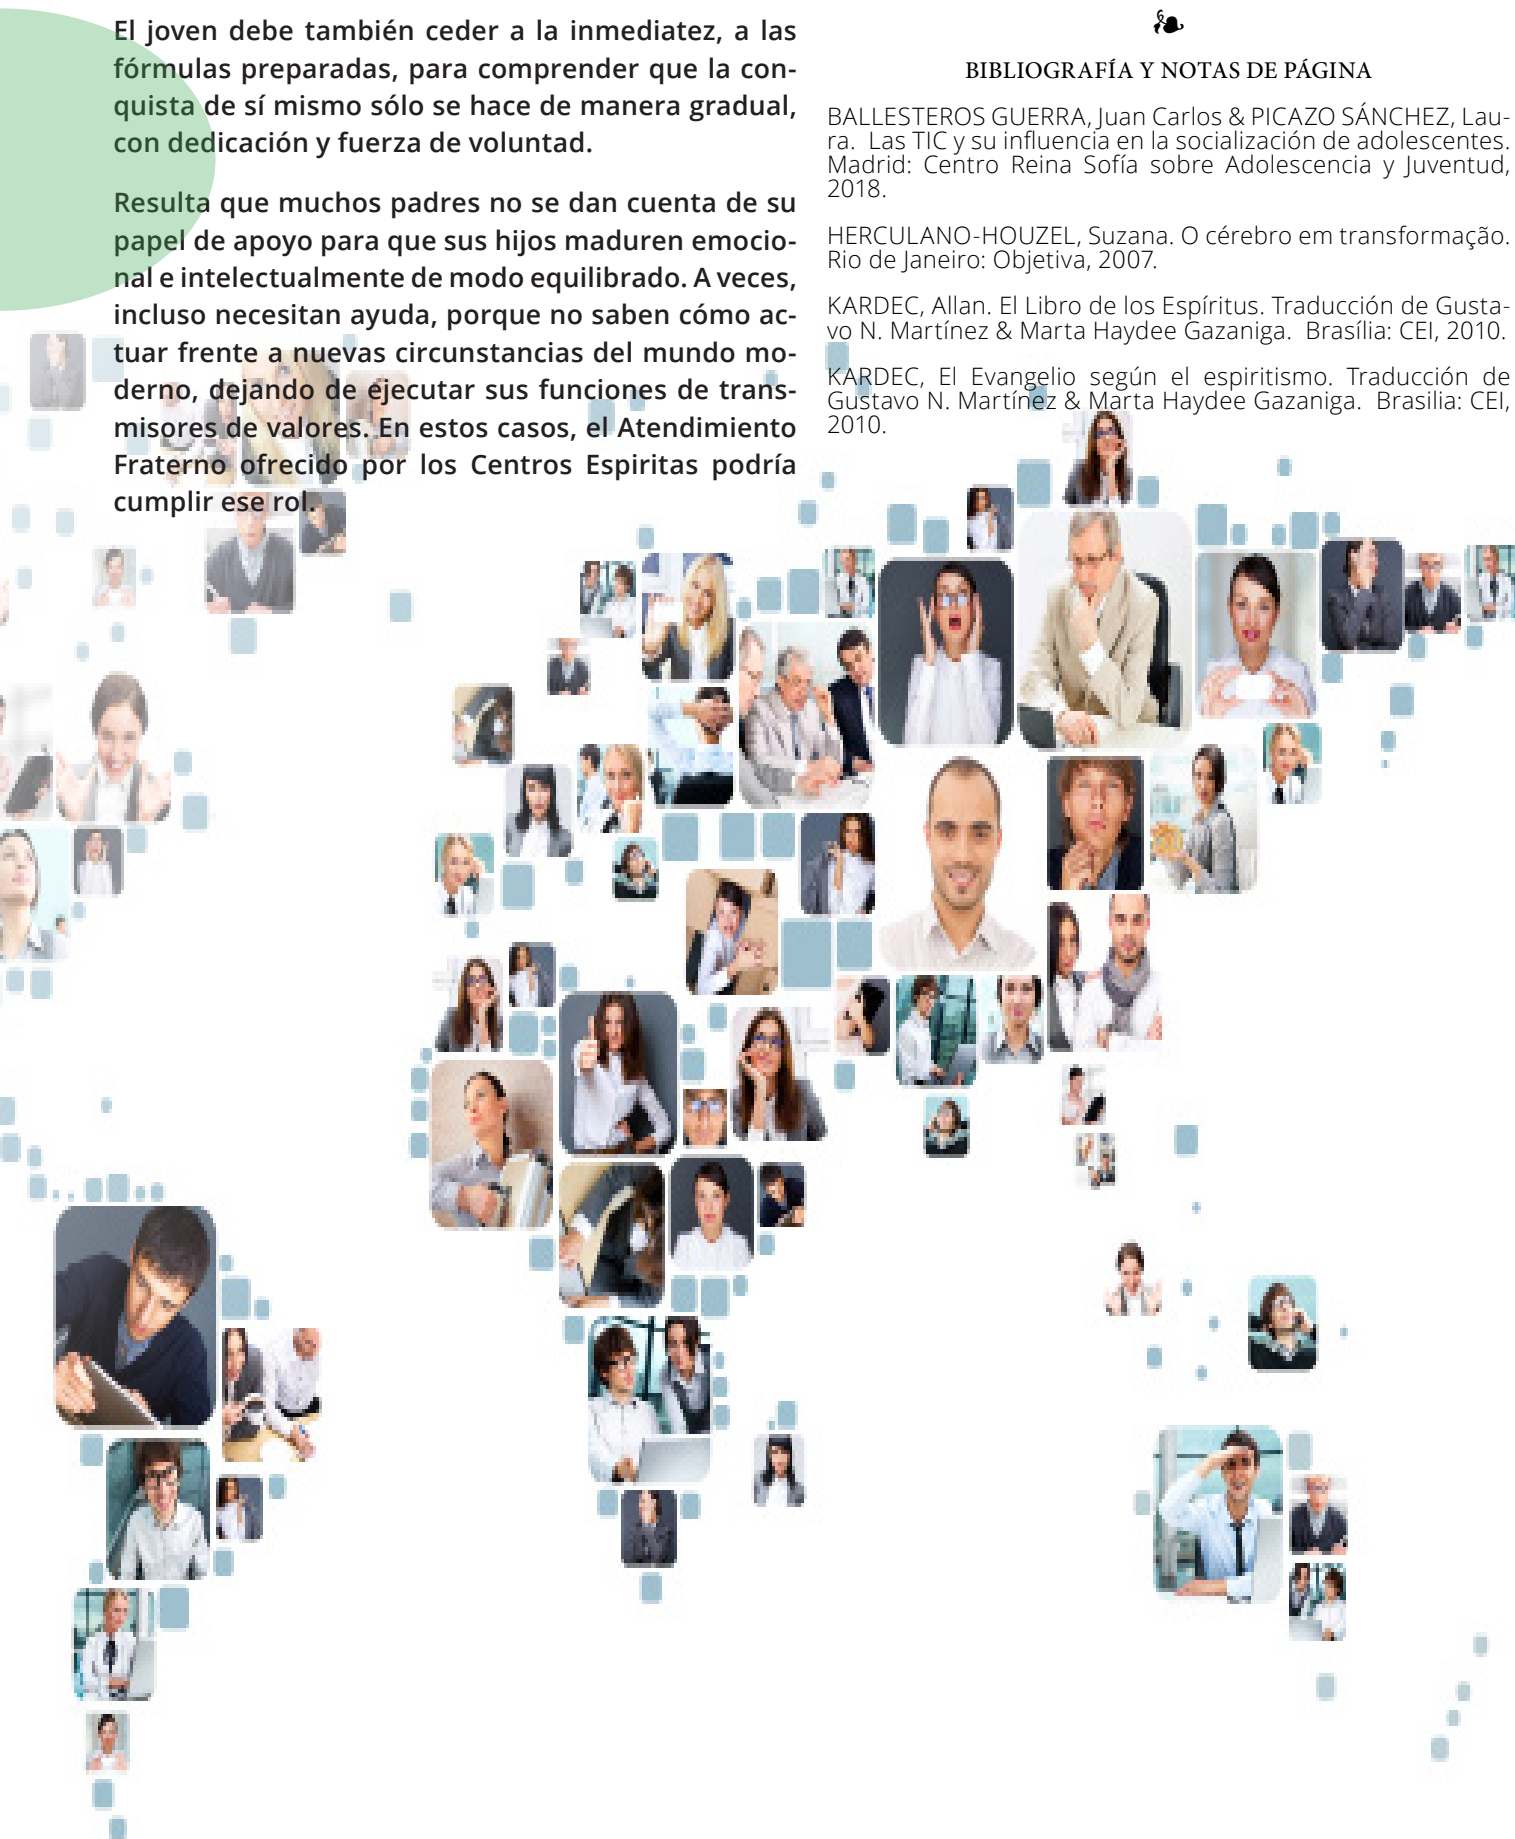 El joven debe también ceder a la inmediatez, a las
fórmulas preparadas, para comprender que la con-
quista de sí mismo sólo se hace de manera gradual,
con dedicación y fuerza de voluntad.
Resulta que muchos padres no se dan cuenta de su
papel de apoyo para que sus hijos maduren emocio-
nal e intelectualmente de modo equilibrado. A veces,
incluso necesitan ayuda, porque no saben cómo ac-
tuar frente a nuevas circunstancias del mundo mo-
derno, dejando de ejecutar sus funciones de trans-
misores de valores. En estos casos, el Atendimiento
Fraterno ofrecido por los Centros Espiritas podría
cumplir ese rol.
BIBLIOGRAFÍA Y NOTAS DE PÁGINA
BALLESTEROS GUERRA, Juan Carlos & PICAZO SÁNCHEZ, Lau-
ra. Las TIC y su influencia en la socialización de adolescentes.
Madrid: Centro Reina Sofía sobre Adolescencia y Juventud,
2018.
HERCULANO-HOUZEL, Suzana. O cérebro em transformação.
Rio de Janeiro: Objetiva, 2007.
KARDEC, Allan. El Libro de los Espíritus. Traducción de Gusta-
vo N. Martínez & Marta Haydee Gazaniga. Brasília: CEI, 2010.
KARDEC, El Evangelio según el espiritismo. Traducción de
Gustavo N. Martínez & Marta Haydee Gazaniga. Brasilia: CEI,
2010.